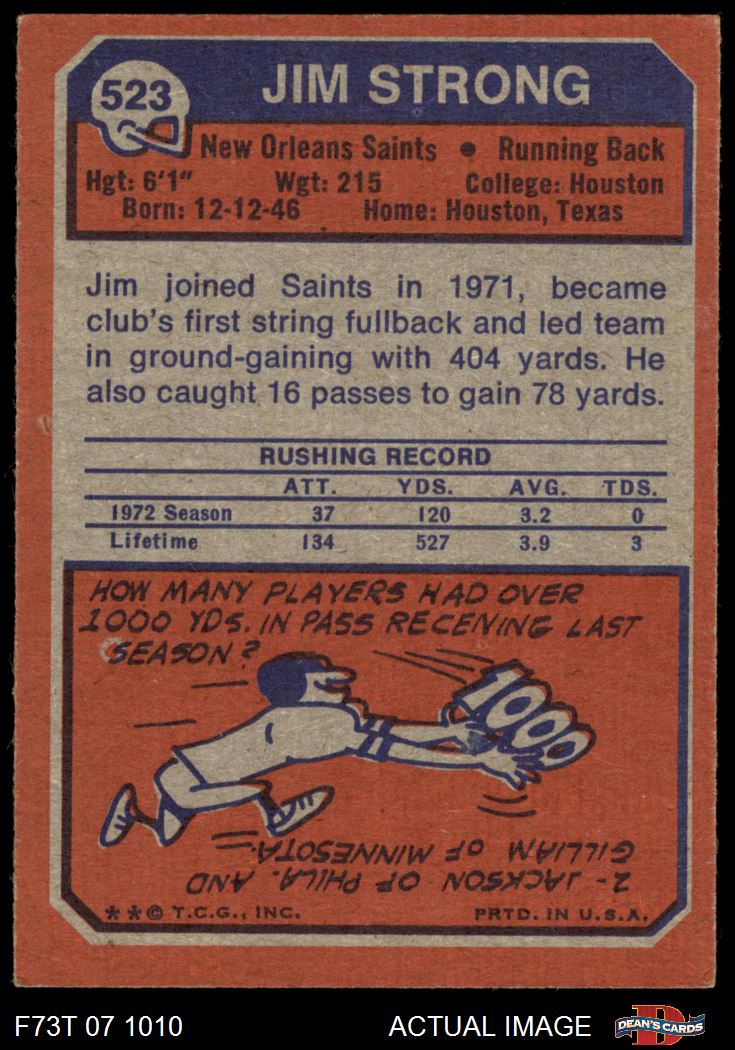 523
JIM STRONG
New Orleans Saints • Running Back
Hgt: 6'1" Wgt: 215 College: Houston
Born: 12-12-46 Home: Houston, Texas
Jim joined Saints in 1971, became
club's first string fullback and led team
in ground-gaining with 404 yards. He
also caught 16 passes to gain 78 yards.
RUSHING RECORD
ATT. YDS. AVG. TDS.
1972 Season 37 120 3.2 0
Lifetime 134 527 3.9 3
HOW MANY PLAYERS HAD OVER
1000 YDS. IN PASS RECEIVING LAST
SEASON?
1000
2- JACKSON OF PHILA. AND
GILLIAM OF MINNESOTA.
**© T.C.G., INC. PRTD. IN U.S.A.
F73T 07 1010 ACTUAL IMAGE D DEAN'S CARDS